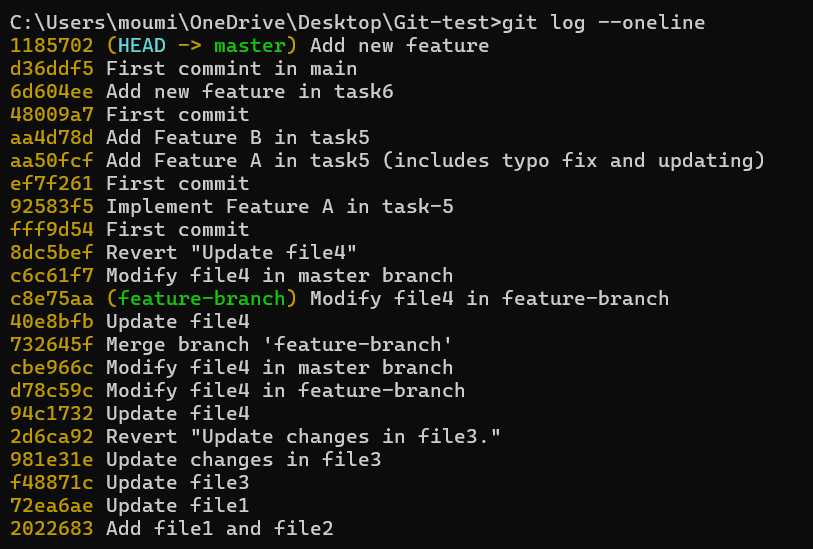 C:\Users\moumi\OneDrive\Desktop\Git-test>git log --oneline
1185702 (HEAD -> master) Add new feature
d36ddf5 First commint in main
6d604ee Add new feature in task6
48009a7 First commit
aa4d78d Add Feature B in task5
aa50fcf Add Feature A in task5 (includes typo fix and updating)
ef7f261 First commit
92583f5 Implement Feature A in task-5
fff9d54 First commit
8dc5bef Revert "Update file4"
c6c61f7 Modify file4 in master branch
c8e75aa (feature-branch) Modify file4 in feature-branch
40e8bfb Update file4
732645f Merge branch 'feature-branch'
cbe966c Modify file4 in master branch
d78c59c Modify file4 in feature-branch
94c1732 Update file4
2d6ca92 Revert "Update changes in file3."
981e31e Update changes in file3
f48871c Update file3
72ea6ae Update file1
2022683 Add file1 and file2